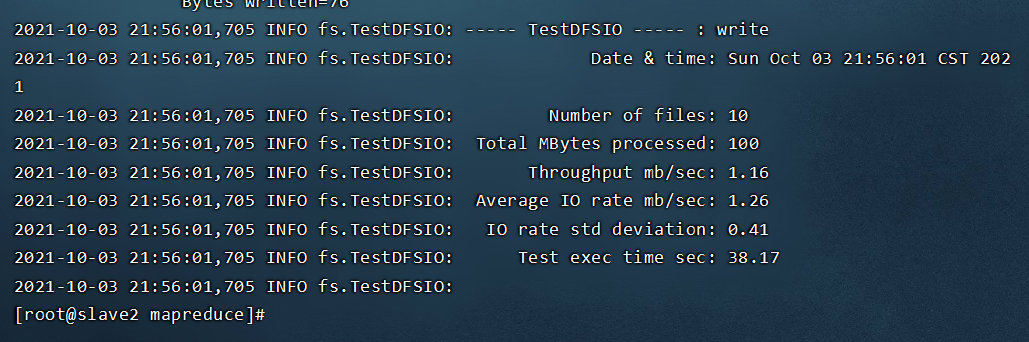 Bytes Written=76
2021-10-03 21:56:01,705 INFO fs.TestDFSIO: ----- TestDFSIO ----- : write
2021-10-03 21:56:01,705 INFO fs.TestDFSIO:             Date & time: Sun Oct 03 21:56:01 CST 202
1
2021-10-03 21:56:01,705 INFO fs.TestDFSIO:         Number of files: 10
2021-10-03 21:56:01,705 INFO fs.TestDFSIO:  Total MBytes processed: 100
2021-10-03 21:56:01,705 INFO fs.TestDFSIO:       Throughput mb/sec: 1.16
2021-10-03 21:56:01,705 INFO fs.TestDFSIO:  Average IO rate mb/sec: 1.26
2021-10-03 21:56:01,705 INFO fs.TestDFSIO:   IO rate std deviation: 0.41
2021-10-03 21:56:01,705 INFO fs.TestDFSIO:      Test exec time sec: 38.17
2021-10-03 21:56:01,705 INFO fs.TestDFSIO:
[root@slave2 mapreduce]#